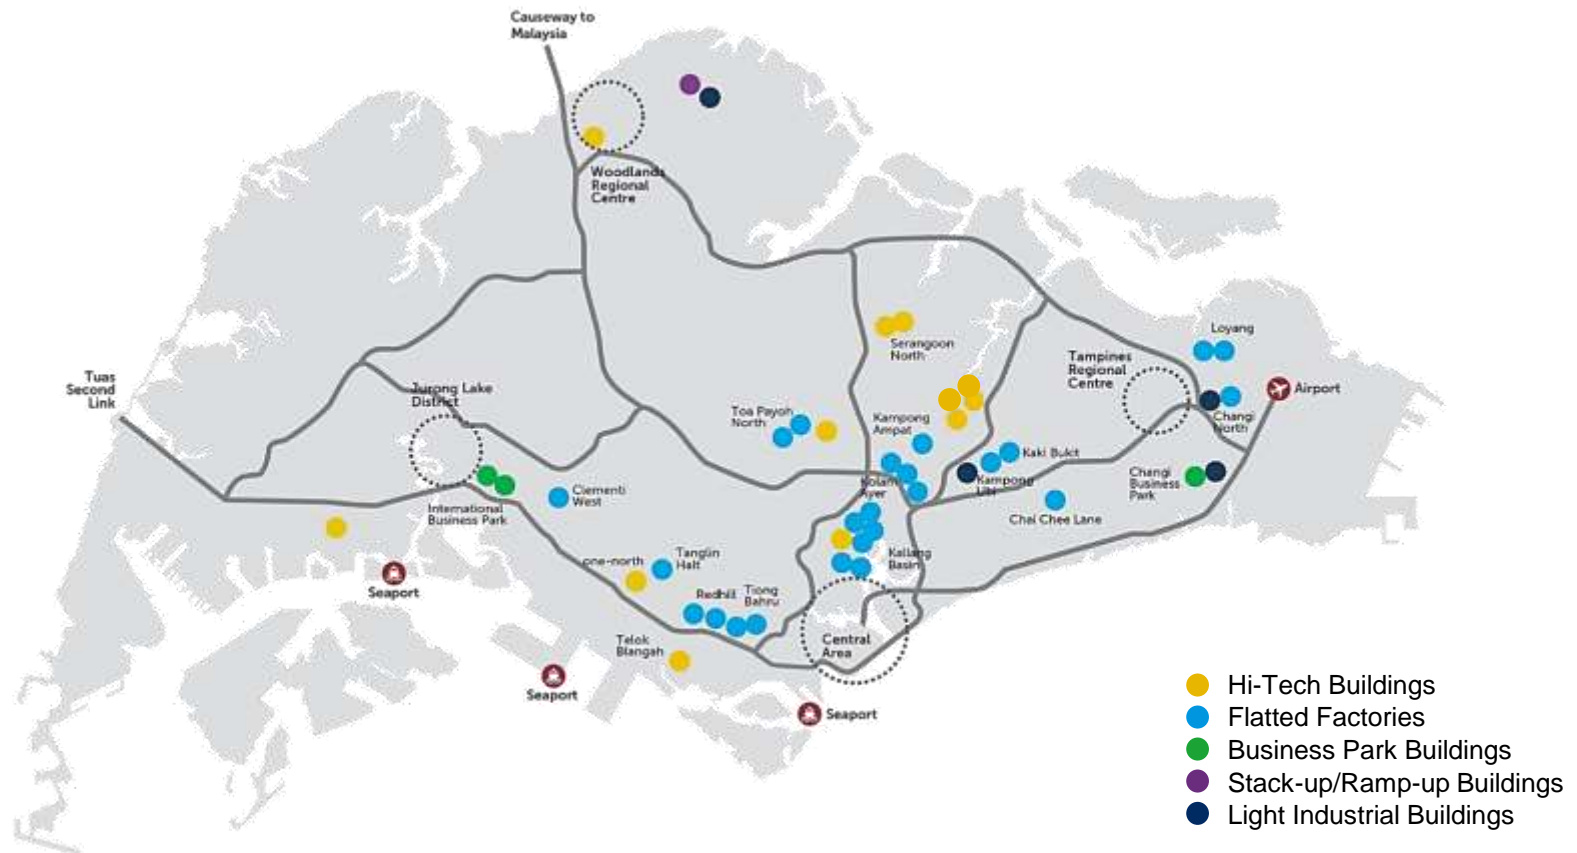 Causeway to
Malaysia
Woodlands
Regional
Centre
Serangoon
North
Loyang
Tampines
Regional
Centre
Airport
Tuas
Second
Link
Jurong Lake
District
Toa Payoh
North
Kampong
Ampat
Changi
North
Kaki Bukit
Kolam
Ayer
Kampong
Ubi
Changi
Business
Park
Clementi
West
International
Business Park
Chai Chee Lane
Kallang
Basin
one-north
Tanglin
Halt
Redhill
Tiong
Bahru
Seaport
Telok
Blangah
Central
Area
Seaport
Seaport
Hi-Tech Buildings
Flatted Factories
Business Park Buildings
Stack-up/Ramp-up Buildings
Light Industrial Buildings